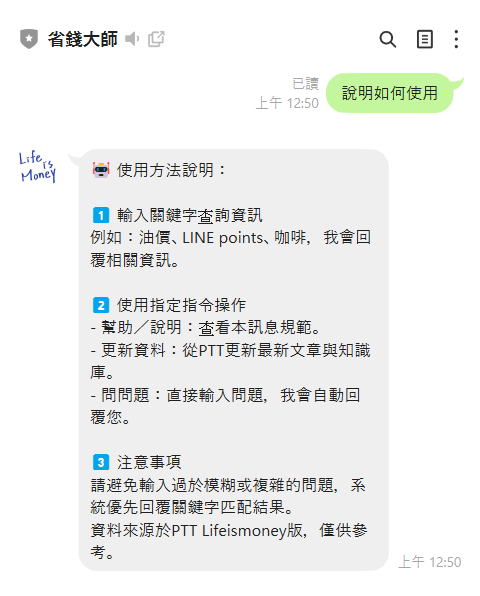 省錢大師
已讀
上午 12:50
說明如何使用
Life
is
Money
🤖 使用方法說明：
1️⃣ 輸入關鍵字查詢資訊
例如：油價、LINE points、咖啡，我會回
覆相關資訊。
2️⃣ 使用指定指令操作
- 幫助／說明：查看本訊息規範。
- 更新資料：從PTT更新最新文章與知識
庫。
- 問問題：直接輸入問題，我會自動回
覆您。
3️⃣ 注意事項
請避免輸入過於模糊或複雜的問題，系
統優先回覆關鍵字匹配結果。
資料來源於PTT Lifeismoney版，僅供參
考。
上午 12:50